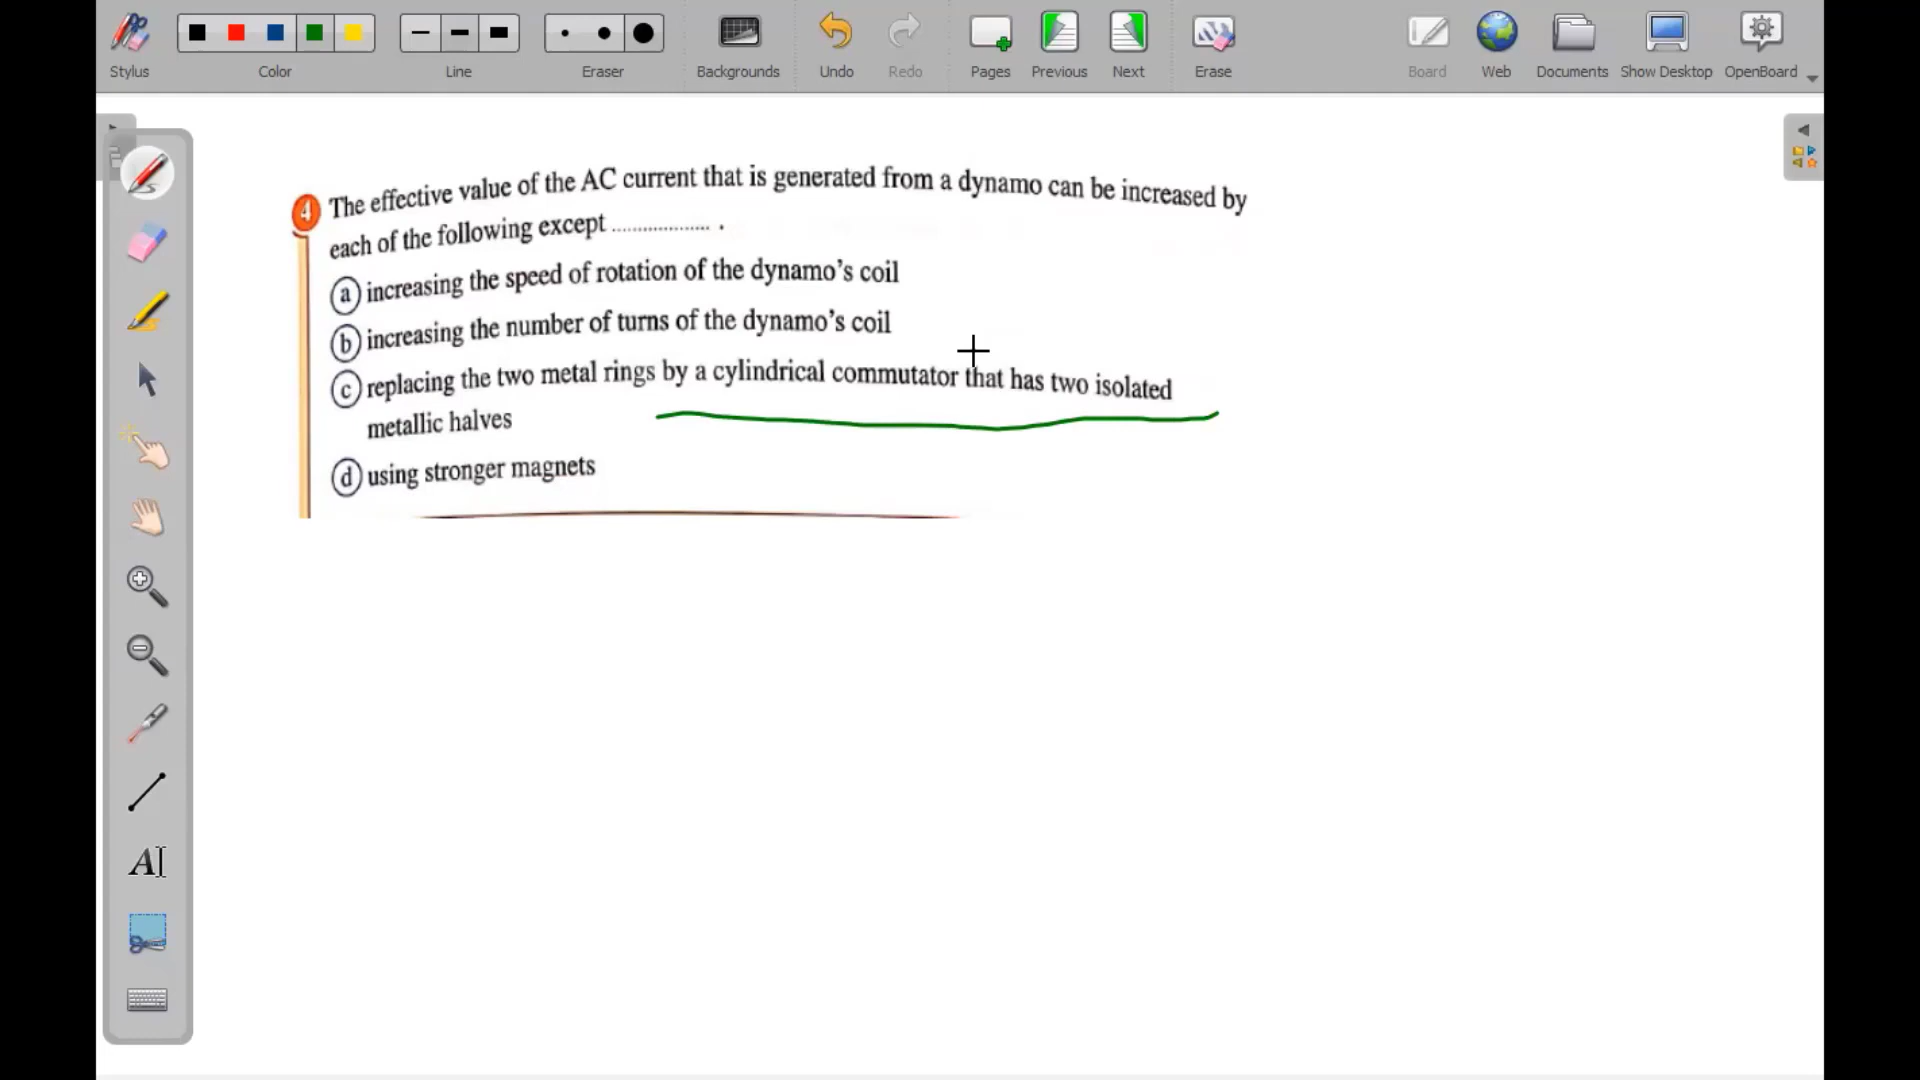 Stylus
Color
Line
Eraser
Backgrounds
Undo
Redo
Pages
Previous
Next
Erase
Board
Web
Documents
Show Desktop
OpenBoard
4 The effective value of the AC current that is generated from a dynamo can be increased by
each of the following except .................... .
a increasing the speed of rotation of the dynamo's coil
b increasing the number of turns of the dynamo's coil
c replacing the two metal rings by a cylindrical commutator that has two isolated
metallic halves
d using stronger magnets
A